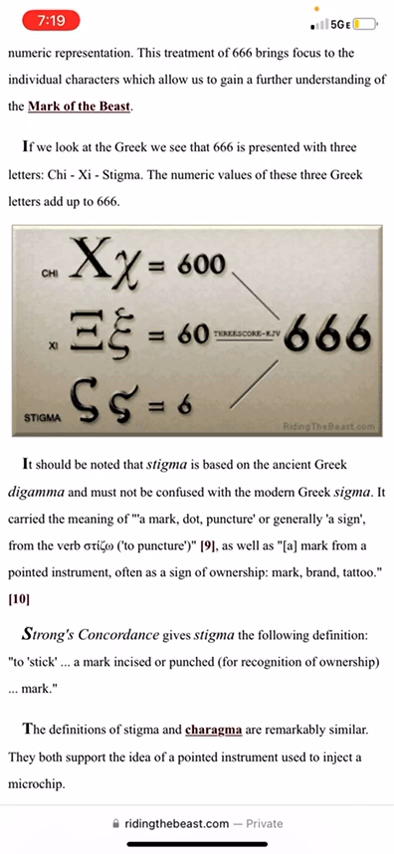 7:19
5GE
numeric representation. This treatment of 666 brings focus to the
individual characters which allow us to gain a further understanding of
the Mark of the Beast.
If we look at the Greek we see that 666 is presented with three
letters: Chi - Xi - Stigma. The numeric values of these three Greek
letters add up to 666.
CHI Χχ = 600
XI Ξξ = 60 THREESCORE-KJV 666
STIGMA Ϛϛ = 6
RidingTheBeast.com
It should be noted that stigma is based on the ancient Greek
digamma and must not be confused with the modern Greek sigma. It
carried the meaning of "'a mark, dot, puncture' or generally 'a sign',
from the verb στίζω ('to puncture')" [9], as well as "[a] mark from a
pointed instrument, often as a sign of ownership: mark, brand, tattoo."
[10]
Strong's Concordance gives stigma the following definition:
"to 'stick' ... a mark incised or punched (for recognition of ownership)
... mark."
The definitions of stigma and charagma are remarkably similar.
They both support the idea of a pointed instrument used to inject a
microchip.
ridingthebeast.com — Private